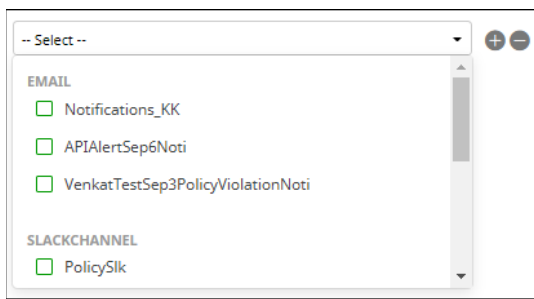 -- Select --
EMAIL
Notifications_KK
APIAlertSep6Noti
VenkatTestSep3PolicyViolationNoti
SLACKCHANNEL
PolicySlk